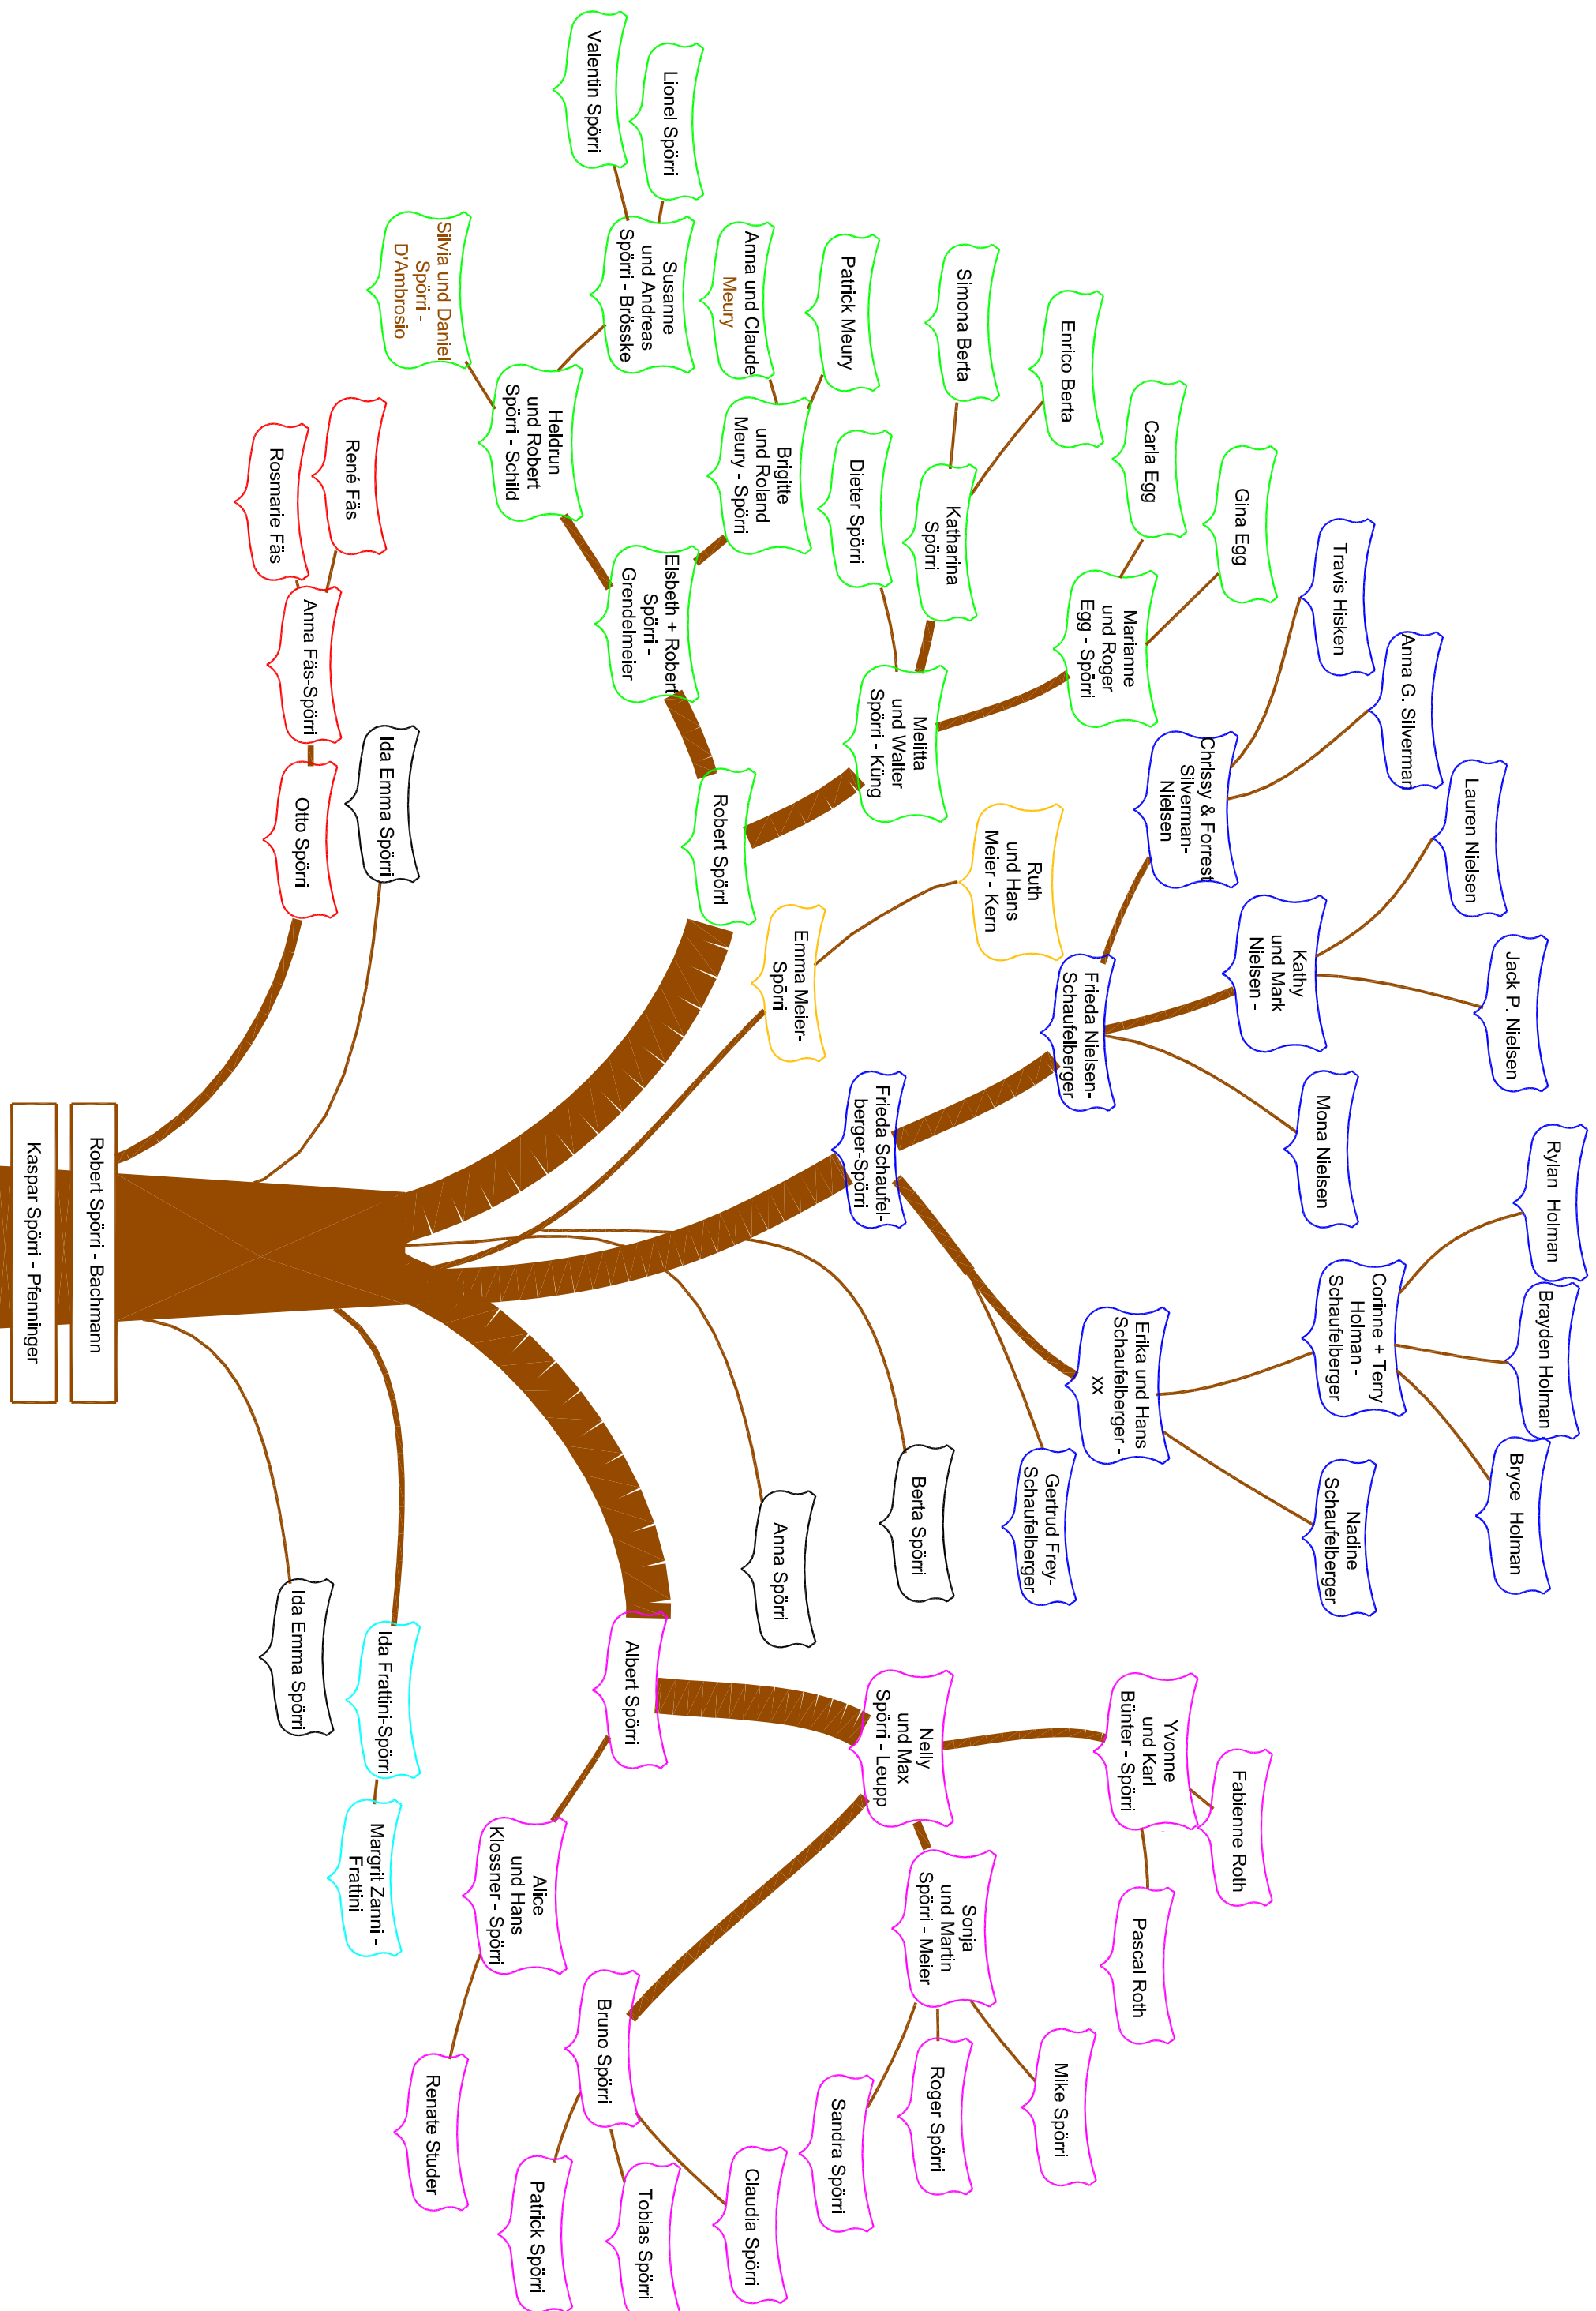 Valentin Spörri
Lionel Spörri
Susanne
und Andreas
Spörri - Brösske
Silvia und Daniel
Spörri -
D'Ambrosio
Anna und Claude
Meury
Patrick Meury
Simona Berta
Enrico Berta
Carla Egg
Gina Egg
Heldrun
und Robert
Spörri - Schild
Brigitte
und Roland
Meury - Spörri
Dieter Spörri
Katharina
Spörri
Marianne
und Roger
Egg - Spörri
Travis Hisken
Anna G. Silverman
Lauren Nielsen
Jack P. Nielsen
René Fäs
Rosmarie Fäs
Anna Fäs-Spörri
Elsbeth + Robert
Spörri -
Grendelmeier
Melitta
und Walter
Spörri - Küng
Chrissy & Forrest
Silverman-
Nielsen
Kathy
und Mark
Nielsen -
Ida Emma Spörri
Otto Spörri
Robert Spörri
Ruth
und Hans
Meier - Kern
Emma Meier-
Spörri
Frieda Nielsen-
Schaufelberger
Mona Nielsen
Frieda Schaufel-
berger-Spörri
Rylan Holman
Brayden Holman
Bryce Holman
Corinne + Terry
Holman -
Schaufelberger
Erika und Hans
Schaufelberger -
xx
Nadine
Schaufelberger
Gertrud Frey-
Schaufelberger
Berta Spörri
Anna Spörri
Robert Spörri - Bachmann
Kaspar Spörri - Pfenninger
Ida Emma Spörri
Ida Frattini-Spörri
Margrit Zanni -
Frattini
Albert Spörri
Nelly
und Max
Spörri - Leupp
Yvonne
und Karl
Bünter - Spörri
Fabienne Roth
Pascal Roth
Sonja
und Martin
Spörri - Meier
Alice
und Hans
Klossner - Spörri
Bruno Spörri
Mike Spörri
Roger Spörri
Sandra Spörri
Renate Studer
Patrick Spörri
Tobias Spörri
Claudia Spörri